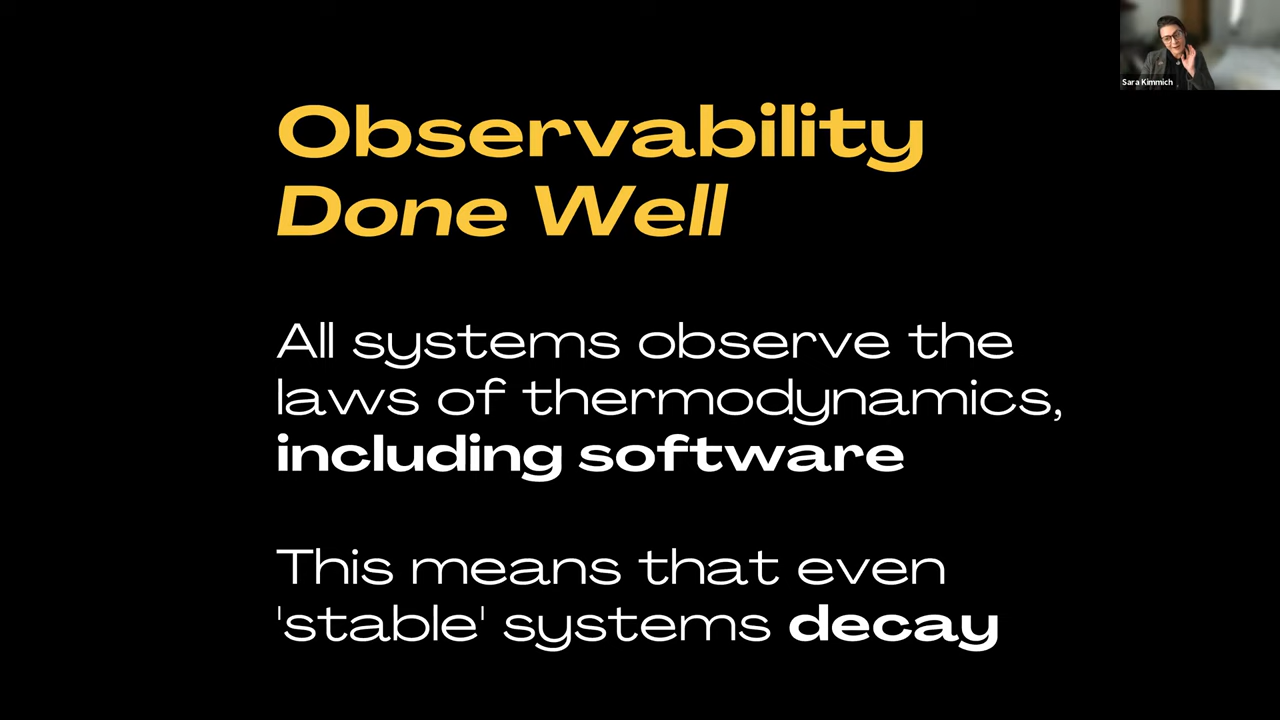 Sara Kimmich
Observability
Done Well
All systems observe the
laws of thermodynamics,
including software
This means that even
'stable' systems decay